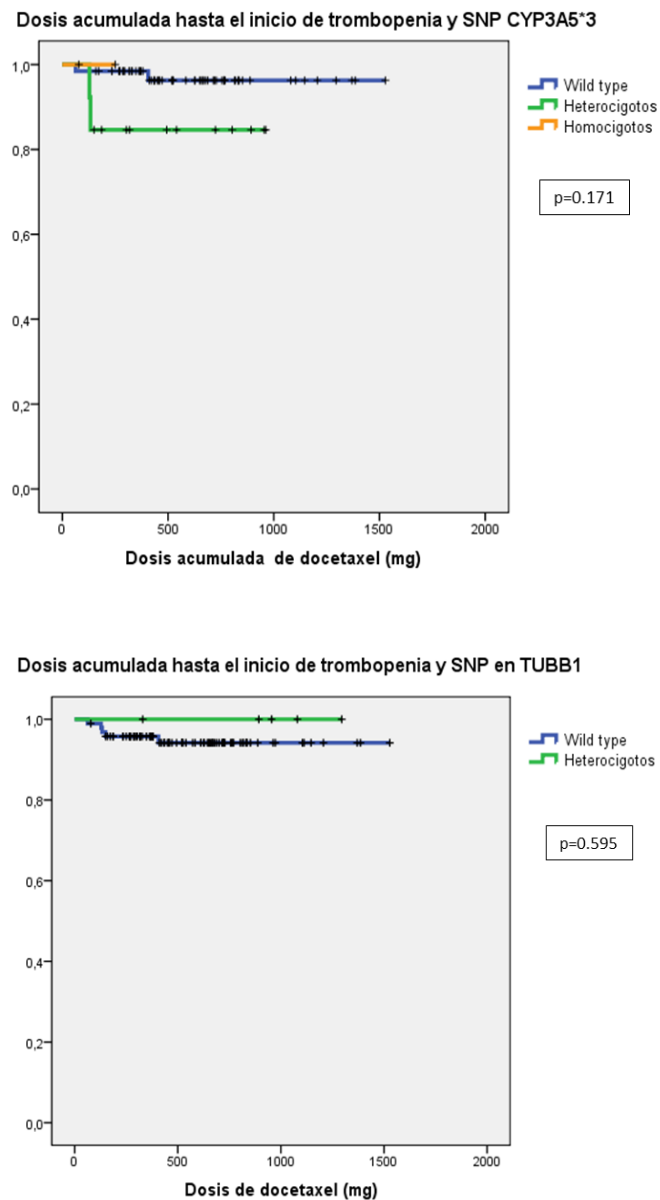 Dosis acumulada hasta el inicio de trombopenia y SNP CYP3A5*3
1,0
0,8
0,6
0,4
0,2
0,0
0 500 1000 1500 2000
Dosis acumulada de docetaxel (mg)
Wild type
Heterocigotos
Homocigotos
p=0.171
Dosis acumulada hasta el inicio de trombopenia y SNP en TUBB1
1,0
0,8
0,6
0,4
0,2
0,0
0 500 1000 1500 2000
Dosis de docetaxel (mg)
Wild type
Heterocigotos
p=0.595